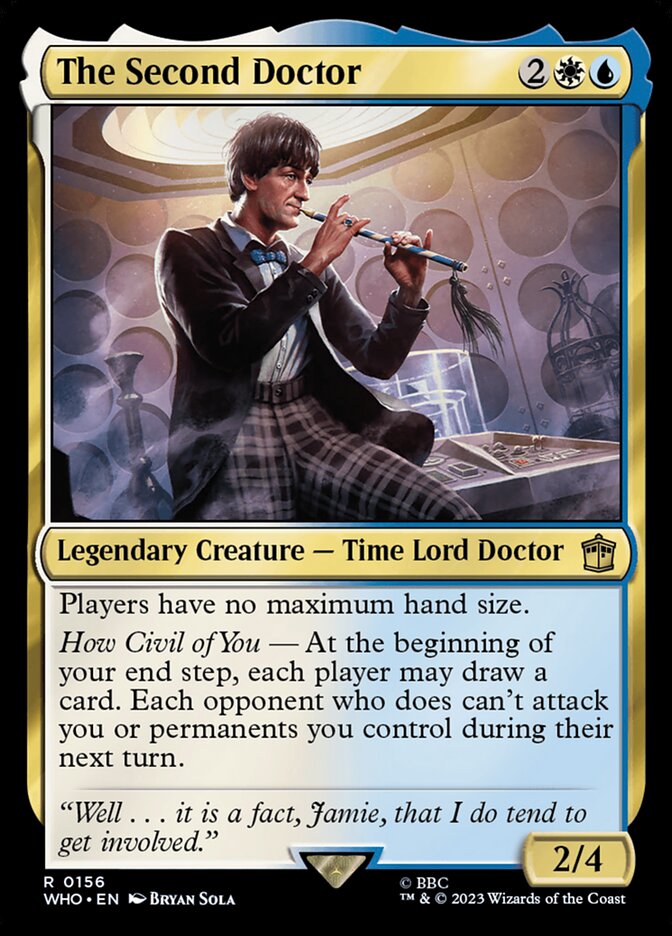 The Second Doctor 2
Legendary Creature — Time Lord Doctor
Players have no maximum hand size.
How Civil of You — At the beginning of
your end step, each player may draw a
card. Each opponent who does can't attack
you or permanents you control during their
next turn.
“Well . . . it is a fact, Jamie, that I do tend to
get involved.”
2/4
R 0156
WHO • EN Bryan Sola
© BBC
™ & © 2023 Wizards of the Coast